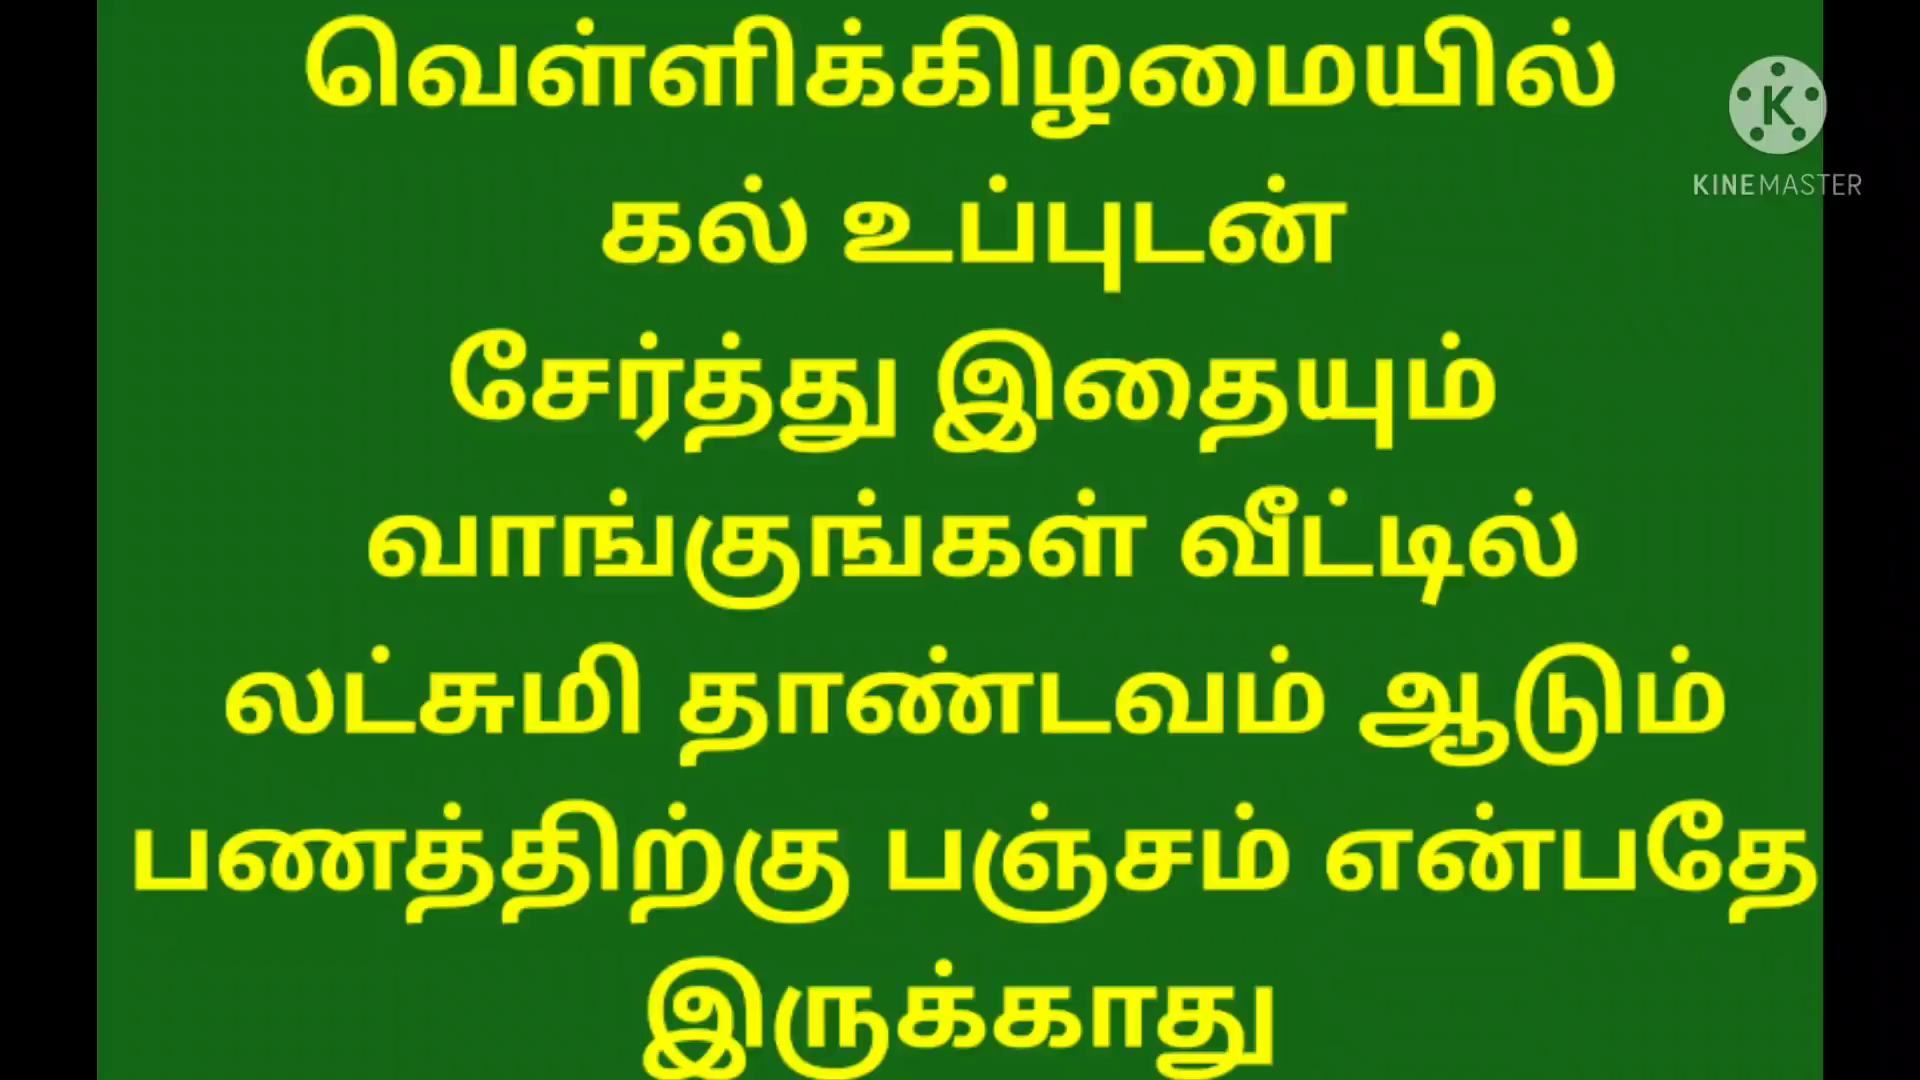 வெள்ளிக்கிழமையில்
கல் உப்புடன்
சேர்த்து இதையும்
வாங்குங்கள் வீட்டில்
லட்சுமி தாண்டவம் ஆடும்
பணத்திற்கு பஞ்சம் என்பதே
இருக்காது
K
KINEMASTER